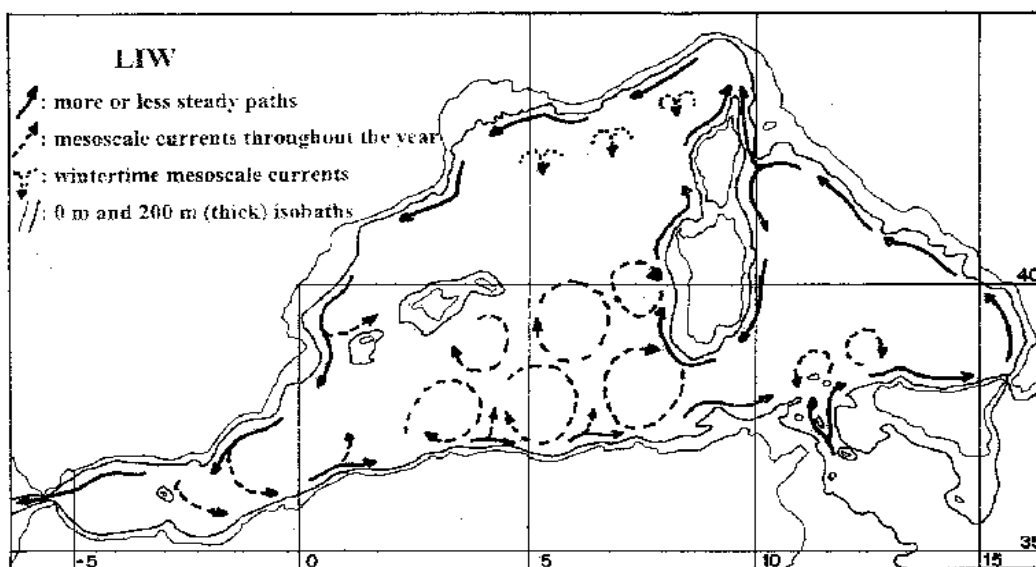 LIW
: more or less steady paths
: mesoscale currents throughout the year
: wintertime mesoscale currents
: 0 m and 200 m (thick) isobaths
40
35
-5 0 5 10 15